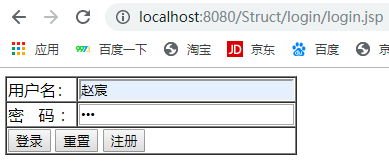 localhost:8080/Struct/login/login.jsp
应用 百度一下 淘宝 JD 京东 百度
用户名： 赵宸
密 码 ： •••
登录 重置 注册